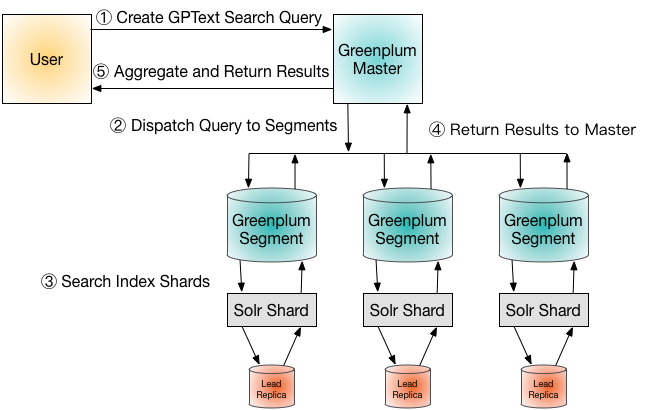 ① Create GPText Search Query
User
Greenplum
Master
⑤ Aggregate and Return Results
② Dispatch Query to Segments
④ Return Results to Master
Greenplum
Segment
Greenplum
Segment
Greenplum
Segment
③ Search Index Shards
Solr Shard
Solr Shard
Solr Shard
Lead
Replica
Lead
Replica
Lead
Replica